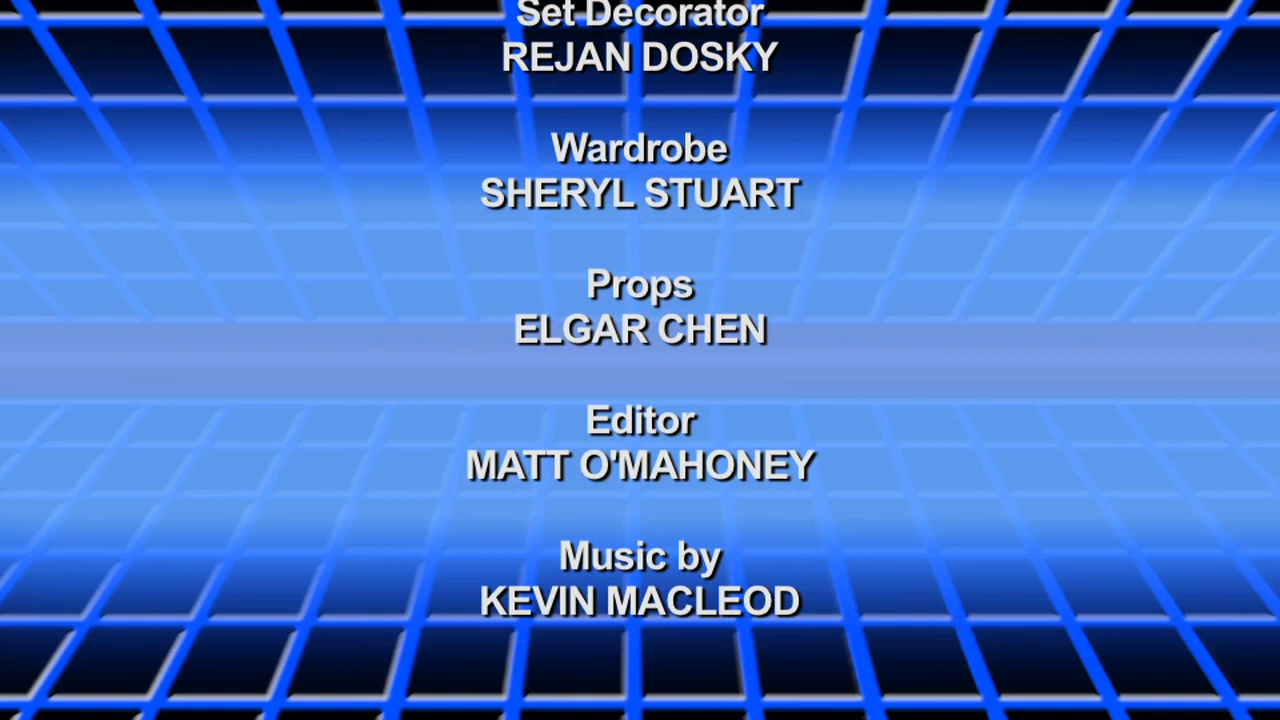 Set Decorator
REJAN DOSKY
Wardrobe
SHERYL STUART
Props
ELGAR CHEN
Editor
MATT O'MAHONEY
Music by
KEVIN MACLEOD